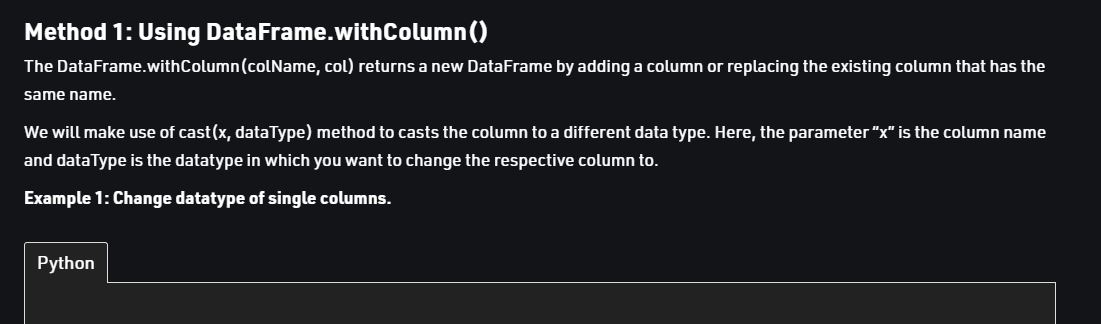 Method 1: Using DataFrame.withColumn()
The DataFrame.withColumn(colName, col) returns a new DataFrame by adding a column or replacing the existing column that has the
same name.
We will make use of cast(x, dataType) method to casts the column to a different data type. Here, the parameter “x” is the column name
and dataType is the datatype in which you want to change the respective column to.
Example 1: Change datatype of single columns.
Python